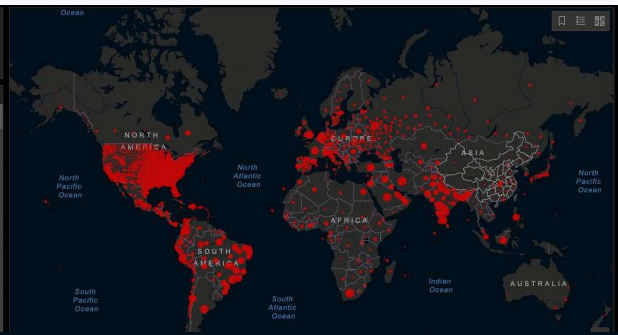 Ocean
NORTH
AMERICA
EUROPE
ASIA
North
Pacific
Ocean
North
Atlantic
Ocean
North
Pacific
Ocean
AFRICA
SOUTH
AMERICA
Indian
Ocean
AUSTRALIA
South
Pacific
Ocean
South
Atlantic
Ocean